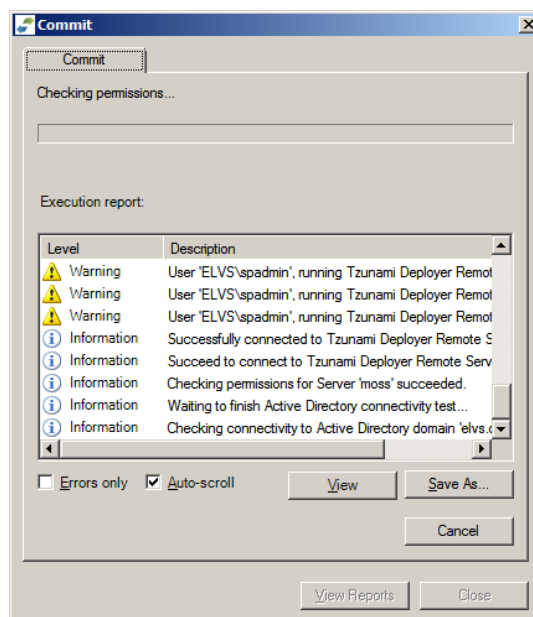 Commit
Commit
Checking permissions...
Execution report:
Level Description
Warning User 'ELVS\spadmin', running Tzunami Deployer Remot
Warning User 'ELVS\spadmin', running Tzunami Deployer Remot
Warning User 'ELVS\spadmin', running Tzunami Deployer Remot
Information Successfully connected to Tzunami Deployer Remote S
Information Succeed to connect to Tzunami Deployer Remote Serv
Information Checking permissions for Server 'moss' succeeded.
Information Waiting to finish Active Directory connectivity test...
Information Checking connectivity to Active Directory domain 'elvs.c
Errors only Auto-scroll View Save As...
Cancel
View Reports Close